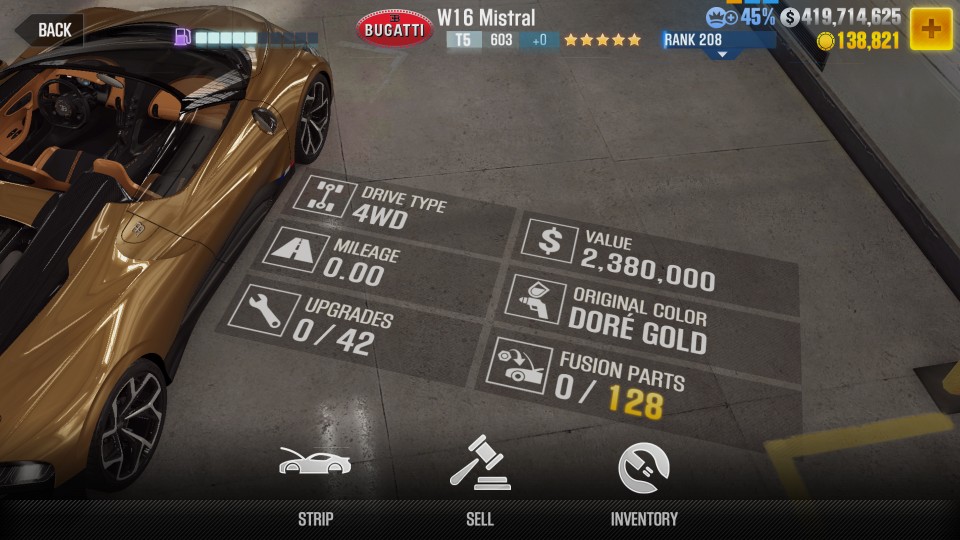 BACK
BUGATTI
W16 Mistral
T5 603 +0
RANK 208
45%
$ 419,714,625
138,821
+
DRIVE TYPE
4WD
MILEAGE
0.00
UPGRADES
0 / 42
$
VALUE
2,380,000
ORIGINAL COLOR
DORÉ GOLD
FUSION PARTS
0 / 128
STRIP
SELL
INVENTORY